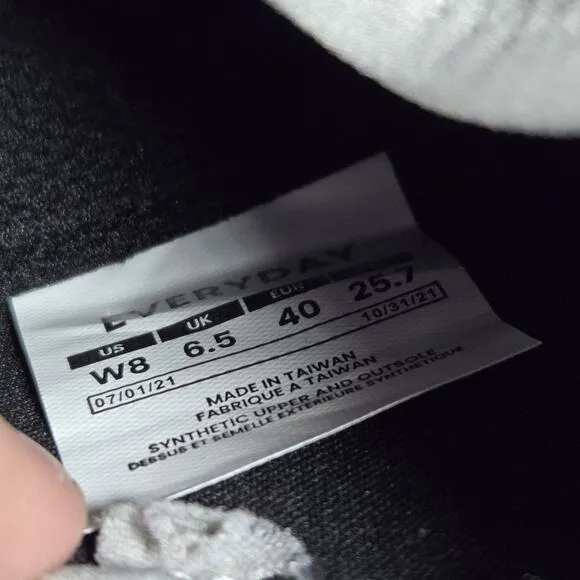 EVERYDAY
US UK EUR
W8 6.5 40 25.7
07/01/21 10/31/21
MADE IN TAIWAN
FABRIQUE A TAIWAN
SYNTHETIC UPPER AND OUTSOLE
DESSUS ET SEMELLE EXTERIEURE SYNTHETIQUE